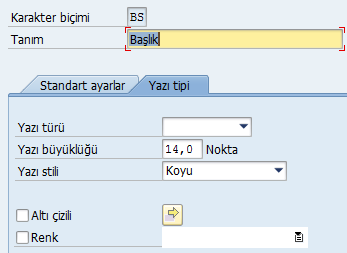 Karakter biçimi BS
Tanım Başlık
Standart ayarlar Yazı tipi
Yazı türü
Yazı büyüklüğü 14,0 Nokta
Yazı stili Koyu
Altı çizili
Renk